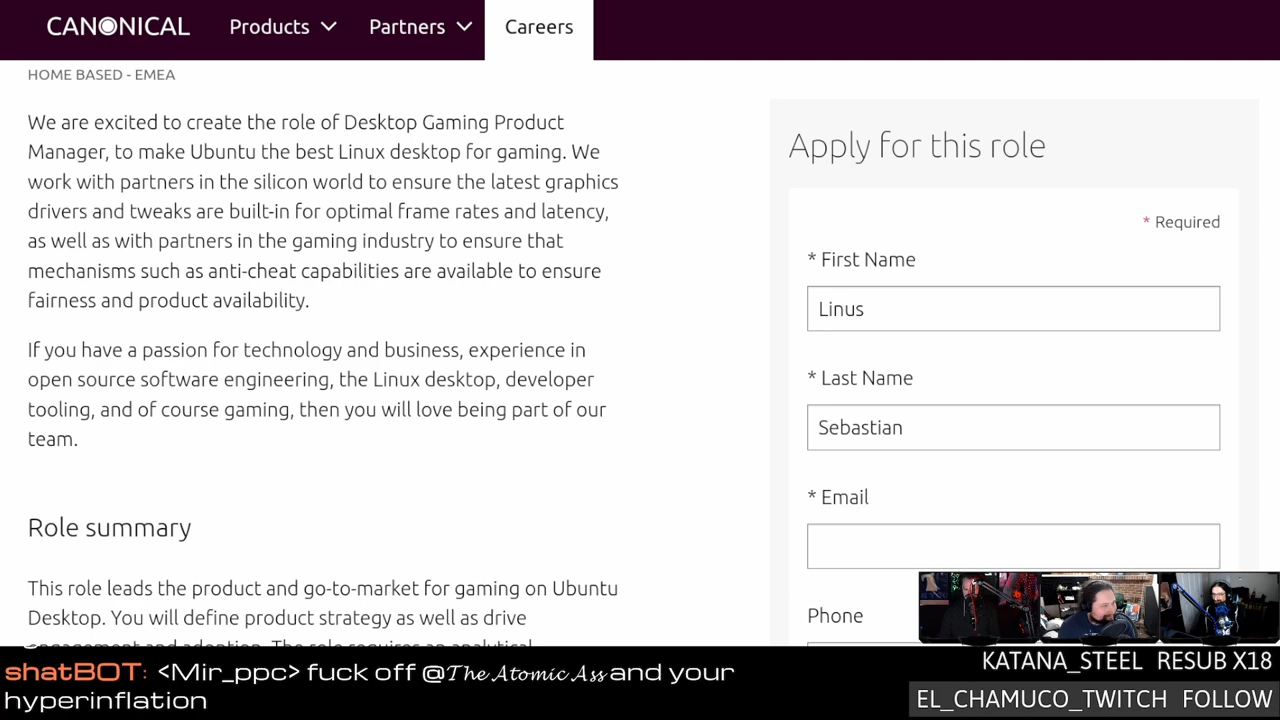 CANONICAL Products Partners Careers
HOME BASED - EMEA
We are excited to create the role of Desktop Gaming Product
Manager, to make Ubuntu the best Linux desktop for gaming. We
work with partners in the silicon world to ensure the latest graphics
drivers and tweaks are built-in for optimal frame rates and latency,
as well as with partners in the gaming industry to ensure that
mechanisms such as anti-cheat capabilities are available to ensure
fairness and product availability.
If you have a passion for technology and business, experience in
open source software engineering, the Linux desktop, developer
tooling, and of course gaming, then you will love being part of our
team.
Role summary
This role leads the product and go-to-market for gaming on Ubuntu
Desktop. You will define product strategy as well as drive
engagement and adoption. The role requires an analytical
Apply for this role
* Required
* First Name
Linus
* Last Name
Sebastian
* Email
Phone
shatBOT: <Mir_ppc> fuck off @The Atomic Ass and your
hyperinflation
KATANA_STEEL RESUB X18
EL_CHAMUCO_TWITCH FOLLOW